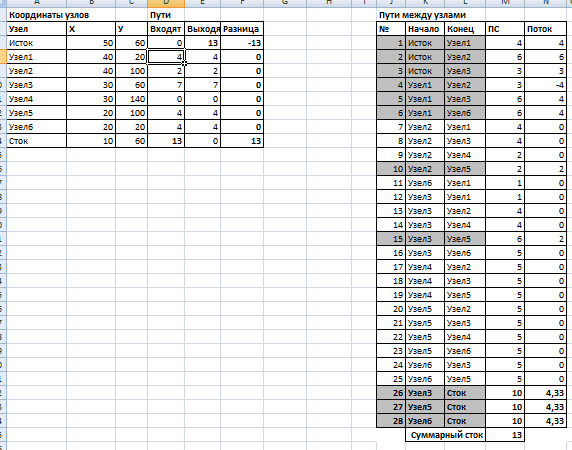 A B C D E F G H I J K L M N
Координаты узлов Пути
Узел X У Входят Выходя Разница
Исток 50 60 0 13 -13
Узел1 40 20 4 4 0
Узел2 40 100 2 2 0
Узел3 30 60 7 7 0
Узел4 30 140 0 0 0
Узел5 20 100 4 4 0
Узел6 20 20 4 4 0
Сток 10 60 13 0 13
Пути между узлами
№ Начало Конец ПС Поток
1 Исток Узел1 4 4
2 Исток Узел2 6 6
3 Исток Узел3 3 3
4 Узел1 Узел2 3 -4
5 Узел1 Узел3 6 4
6 Узел1 Узел6 6 4
7 Узел2 Узел1 4 0
8 Узел2 Узел3 4 0
9 Узел2 Узел4 2 0
10 Узел2 Узел5 2 2
11 Узел6 Узел1 1 0
12 Узел3 Узел1 1 0
13 Узел3 Узел2 4 0
14 Узел3 Узел4 4 0
15 Узел3 Узел5 6 2
16 Узел3 Узел6 5 0
17 Узел4 Узел2 5 0
18 Узел4 Узел3 5 0
19 Узел4 Узел5 5 0
20 Узел5 Узел2 5 0
21 Узел5 Узел3 5 0
22 Узел5 Узел4 5 0
23 Узел5 Узел6 5 0
24 Узел6 Узел3 5 0
25 Узел6 Узел5 5 0
26 Узел3 Сток 10 4,33
27 Узел5 Сток 10 4,33
28 Узел6 Сток 10 4,33
Суммарный сток 13